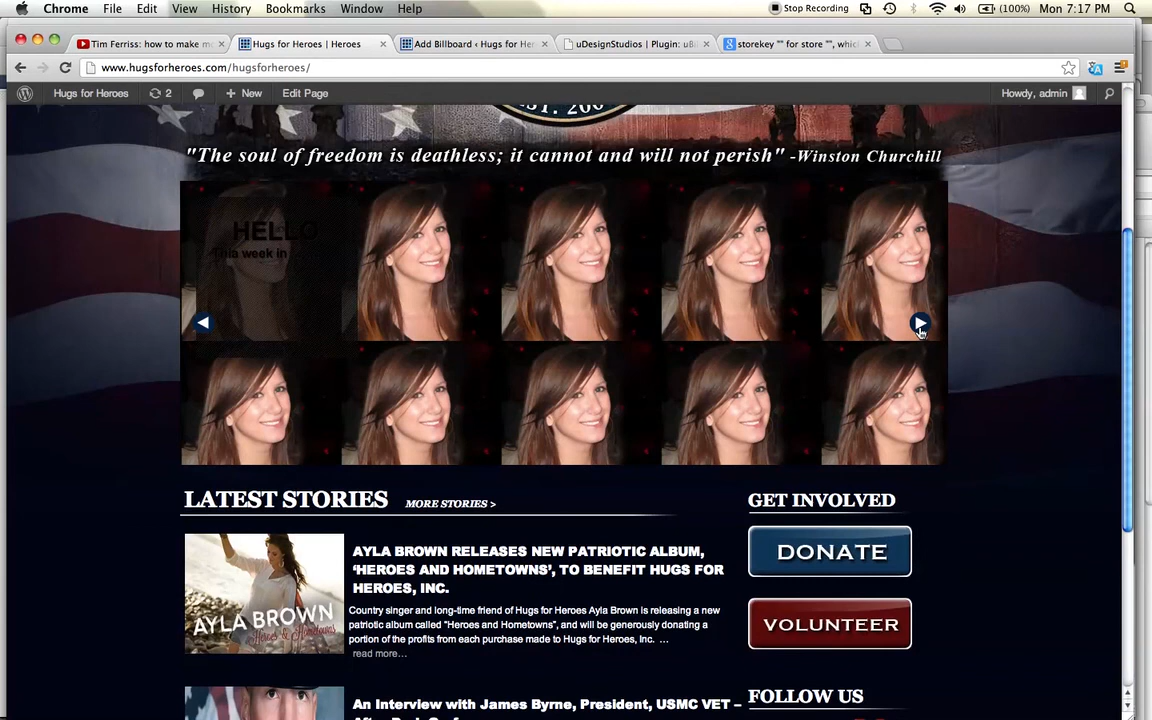 Chrome File Edit View History Bookmarks Window Help Stop Recording (100%) Mon 7:17 PM
Tim Ferriss: how to make mo Hugs for Heroes | Heroes Add Billboard ‹ Hugs for Her uDesignStudios | Plugin: uBil storekey "" for store "", whic
www.hugsforheroes.com/hugsforheroes/
Hugs for Heroes 2 + New Edit Page Howdy, admin
EST. 200
"The soul of freedom is deathless; it cannot and will not perish" -Winston Churchill
HELLO
This week in
LATEST STORIES MORE STORIES >
GET INVOLVED
AYLA BROWN RELEASES NEW PATRIOTIC ALBUM,
‘HEROES AND HOMETOWNS’, TO BENEFIT HUGS FOR
HEROES, INC.
Country singer and long-time friend of Hugs for Heroes Ayla Brown is releasing a new
patriotic album called "Heroes and Hometowns", and will be generously donating a
portion of the profits from each purchase made to Hugs for Heroes, Inc. ...
read more...
AYLA BROWN
Heroes & Hometowns
DONATE
VOLUNTEER
An Interview with James Byrne, President, USMC VET –
FOLLOW US